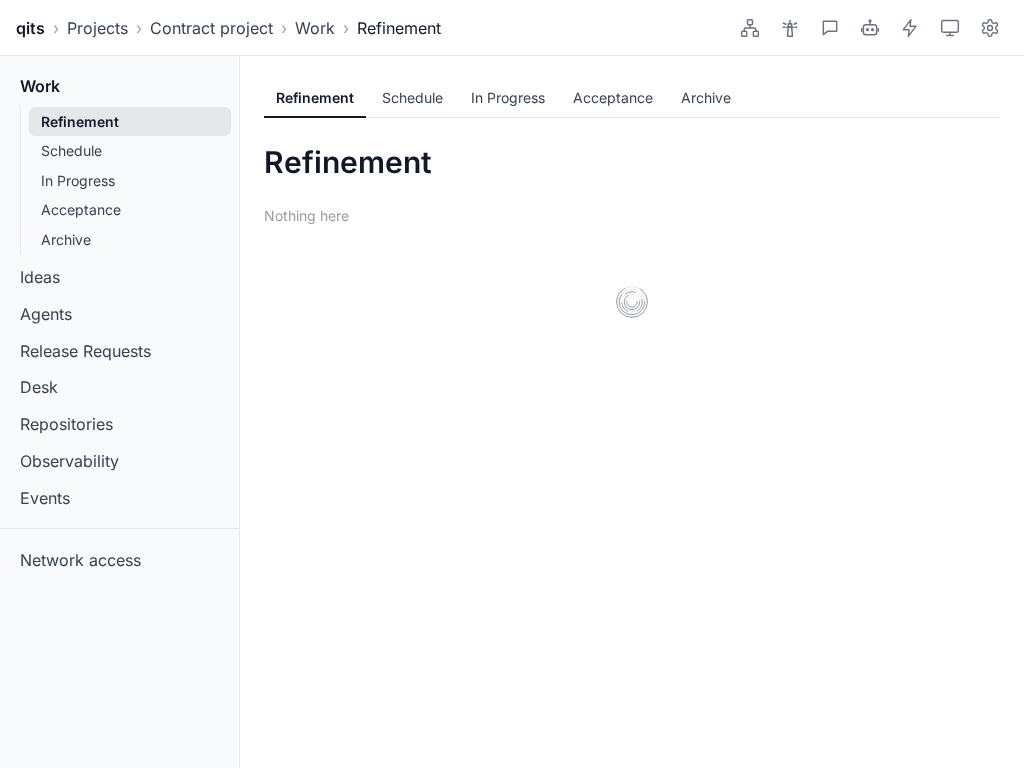 qits › Projects › Contract project › Work › Refinement
Work
Refinement
Schedule
In Progress
Acceptance
Archive
Ideas
Agents
Release Requests
Desk
Repositories
Observability
Events
Network access
Refinement Schedule In Progress Acceptance Archive
Refinement
Nothing here